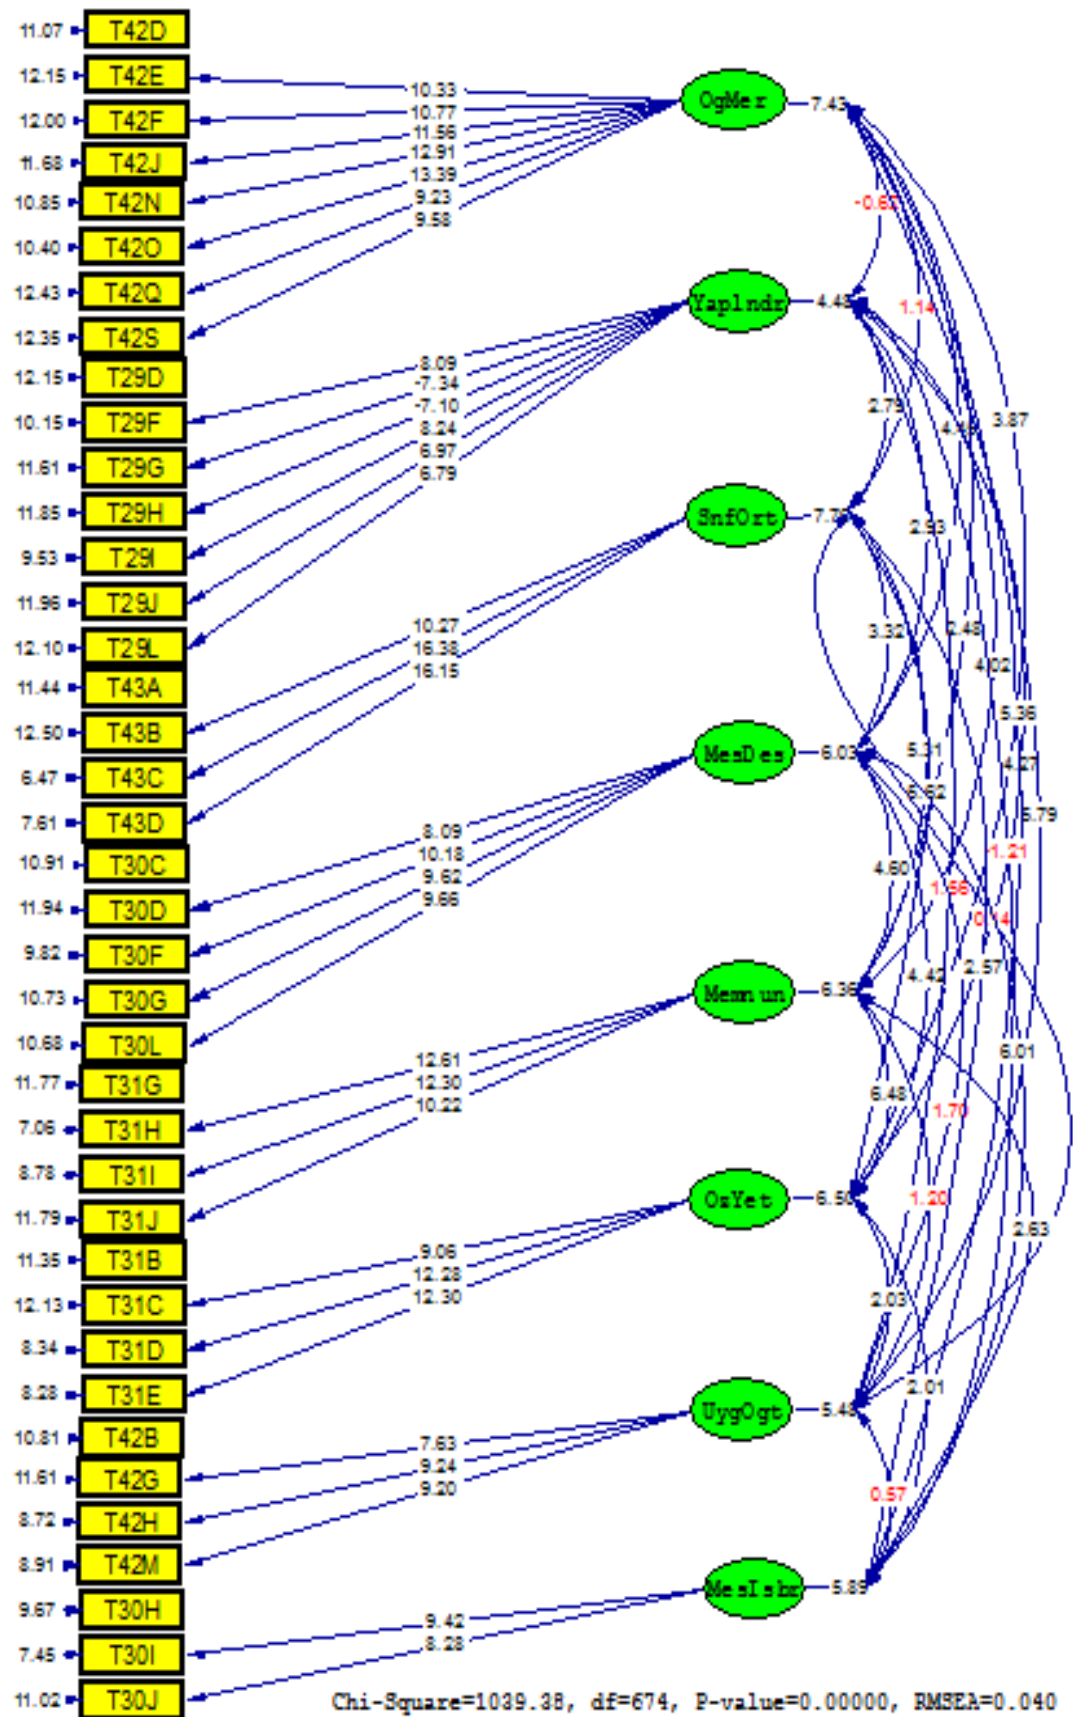 11.07 T42D
12.15 T42E
12.00 T42F
11.68 T42J
10.85 T42N
10.40 T42O
12.43 T42Q
12.35 T42S
12.15 T29D
10.15 T29F
11.61 T29G
11.85 T29H
9.53 T29I
11.96 T29J
12.10 T29L
11.44 T43A
12.50 T43B
6.47 T43C
7.61 T43D
10.91 T30C
11.94 T30D
9.82 T30F
10.73 T30G
10.68 T30L
11.77 T31G
7.06 T31H
8.78 T31I
11.79 T31J
11.35 T31B
12.13 T31C
8.34 T31D
8.28 T31E
10.81 T42B
11.61 T42G
8.72 T42H
8.91 T42M
9.67 T30H
7.45 T30I
11.02 T30J
10.33
10.77
11.56
12.91
13.39
9.23
9.58
8.09
-7.34
-7.10
8.24
6.97
6.79
10.27
16.38
16.15
8.09
10.18
9.62
9.66
12.61
12.30
10.22
9.06
12.28
12.30
7.63
9.24
9.20
9.42
8.28
OgMer 7.43
Yaplndr 4.48
SnfOrt
MesDes 6.03
Memnun 6.36
OzYet 6.50
UygOgt 5.48
MesIsbr 5.89
1.14
3.87
2.79
2.93
3.32
2.48
4.02
5.36
4.27
5.31
6.62
5.79
4.60
1.56
4.42
2.57
6.01
6.48
1.70
1.20
2.63
2.03
2.01
0.57
Chi-Square=1039.38, df=674, P-value=0.00000, RMSEA=0.040